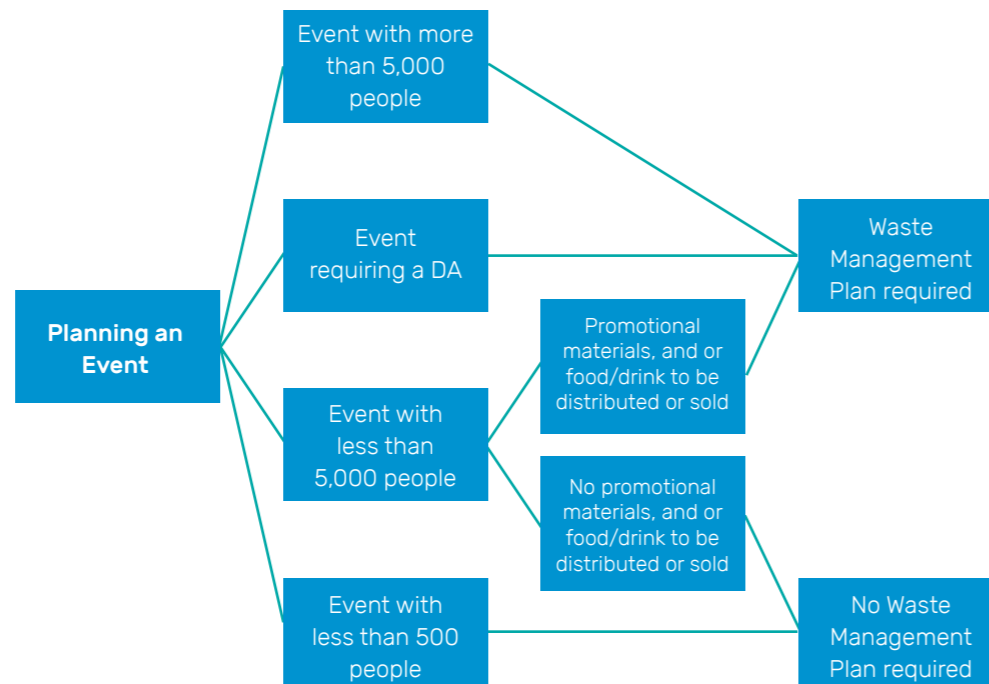 Event with more
than 5,000
people
Event
requiring a DA
Waste
Management
Plan required
Planning an
Event
Promotional
materials, and or
food/drink to be
distributed or sold
Event with
less than
5,000 people
No promotional
materials, and or
food/drink to be
distributed or sold
Event with
less than 500
people
No Waste
Management
Plan required